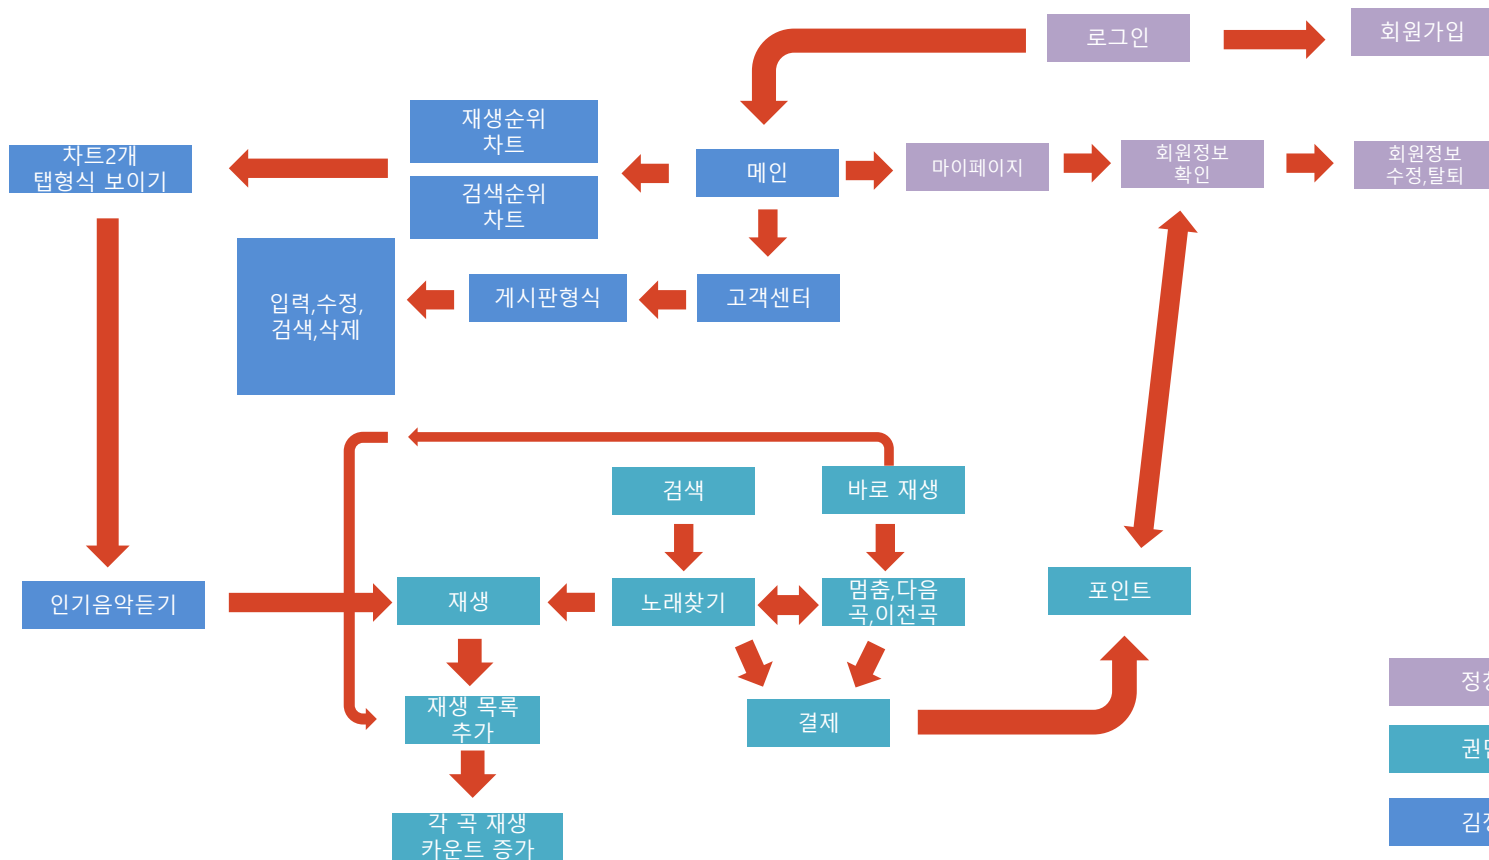 로그인
회원가입
재생순위
차트
차트2개
탭형식 보이기
메인
마이페이지
회원정보
확인
회원정보
수정,탈퇴
검색순위
차트
입력,수정,
검색,삭제
게시판형식
고객센터
검색
바로 재생
인기음악듣기
재생
노래찾기
멈춤,다음
곡,이전곡
포인트
재생 목록
추가
결제
각 곡 재생
카운트 증가